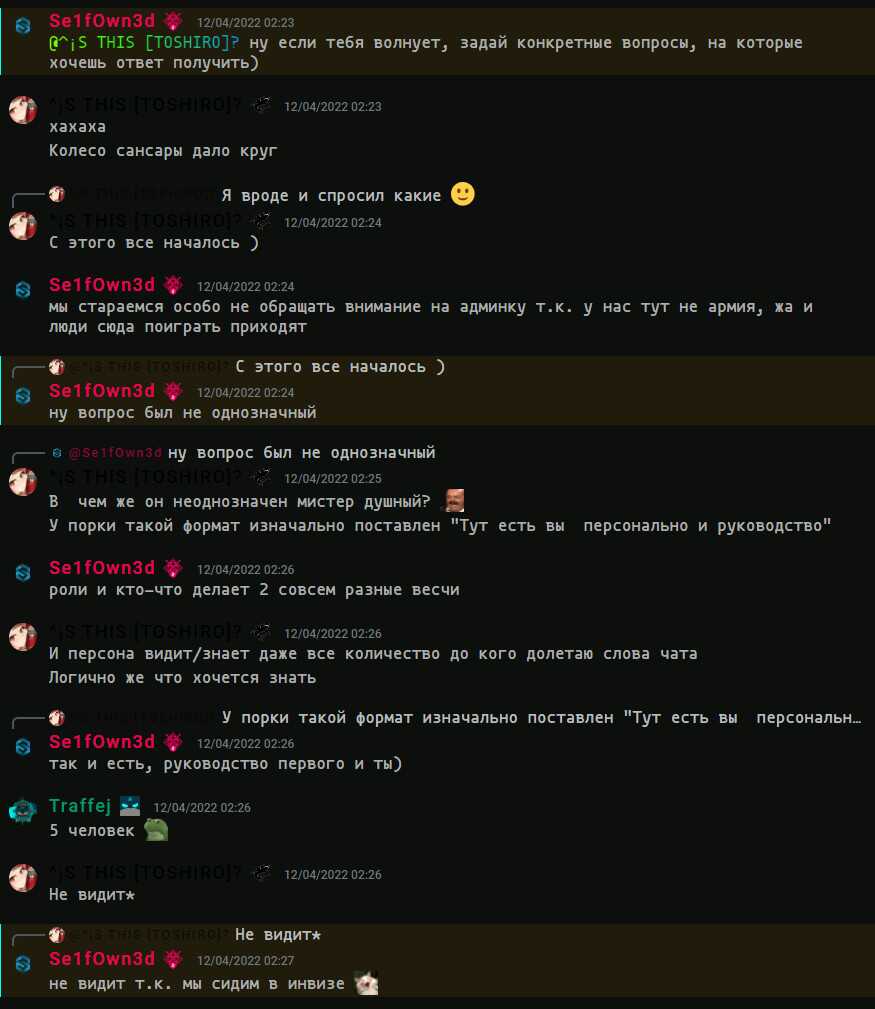 Se1fOwn3d 12/04/2022 02:23
@^¡S THIS [TOSHIRO]? ну если тебя волнует, задай конкретные вопросы, на которые
хочешь ответ получить)
^¡S THIS [TOSHIRO]? 12/04/2022 02:23
хахаха
Колесо сансары дало круг
Я вроде и спросил какие
^¡S THIS [TOSHIRO]? 12/04/2022 02:24
С этого все началось )
Se1fOwn3d 12/04/2022 02:24
мы стараемся особо не обращать внимание на админку т.к. у нас тут не армия, жа и
люди сюда поиграть приходят
@^¡S THIS [TOSHIRO]? С этого все началось )
Se1fOwn3d 12/04/2022 02:24
ну вопрос был не однозначный
@Se1fOwn3d ну вопрос был не однозначный
^¡S THIS [TOSHIRO]? 12/04/2022 02:25
В  чем же он неоднозначен мистер душный?
У порки такой формат изначально поставлен "Тут есть вы  персонально и руководство"
Se1fOwn3d 12/04/2022 02:26
роли и кто-что делает 2 совсем разные весчи
^¡S THIS [TOSHIRO]? 12/04/2022 02:26
И персона видит/знает даже все количество до кого долетаю слова чата
Логично же что хочется знать
У порки такой формат изначально поставлен "Тут есть вы  персональн…
Se1fOwn3d 12/04/2022 02:26
так и есть, руководство первого и ты)
Traffej 12/04/2022 02:26
5 человек
^¡S THIS [TOSHIRO]? 12/04/2022 02:26
Не видит*
@^¡S THIS [TOSHIRO]? Не видит*
Se1fOwn3d 12/04/2022 02:27
не видит т.к. мы сидим в инвизе